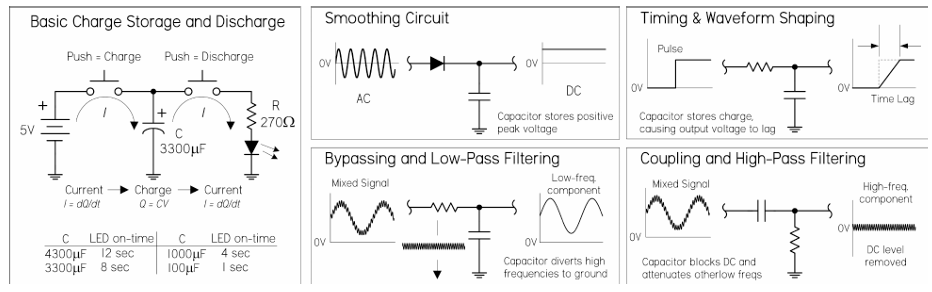 Basic Charge Storage and Discharge
Push = Charge
Push = Discharge
+
5V
I
+
C
3300µF
I
R
270Ω
Current
Charge
Current
I = dQ/dt
Q = CV
I = dQ/dt
C LED on-time C LED on-time
4300µF 12 sec 1000µF 4 sec
3300µF 8 sec 100µF 1 sec
Smoothing Circuit
0V
AC
0V
DC
Capacitor stores positive
peak voltage
Timing & Waveform Shaping
Pulse
0V
0V
Time Lag
Capacitor stores charge,
causing output voltage to lag
Bypassing and Low-Pass Filtering
Mixed Signal
0V
Low-freq.
component
0V
Capacitor diverts high
frequencies to ground
Coupling and High-Pass Filtering
Mixed Signal
0V
High-freq.
component
0V
DC level
removed
Capacitor blocks DC and
attenuates otherlow freqs